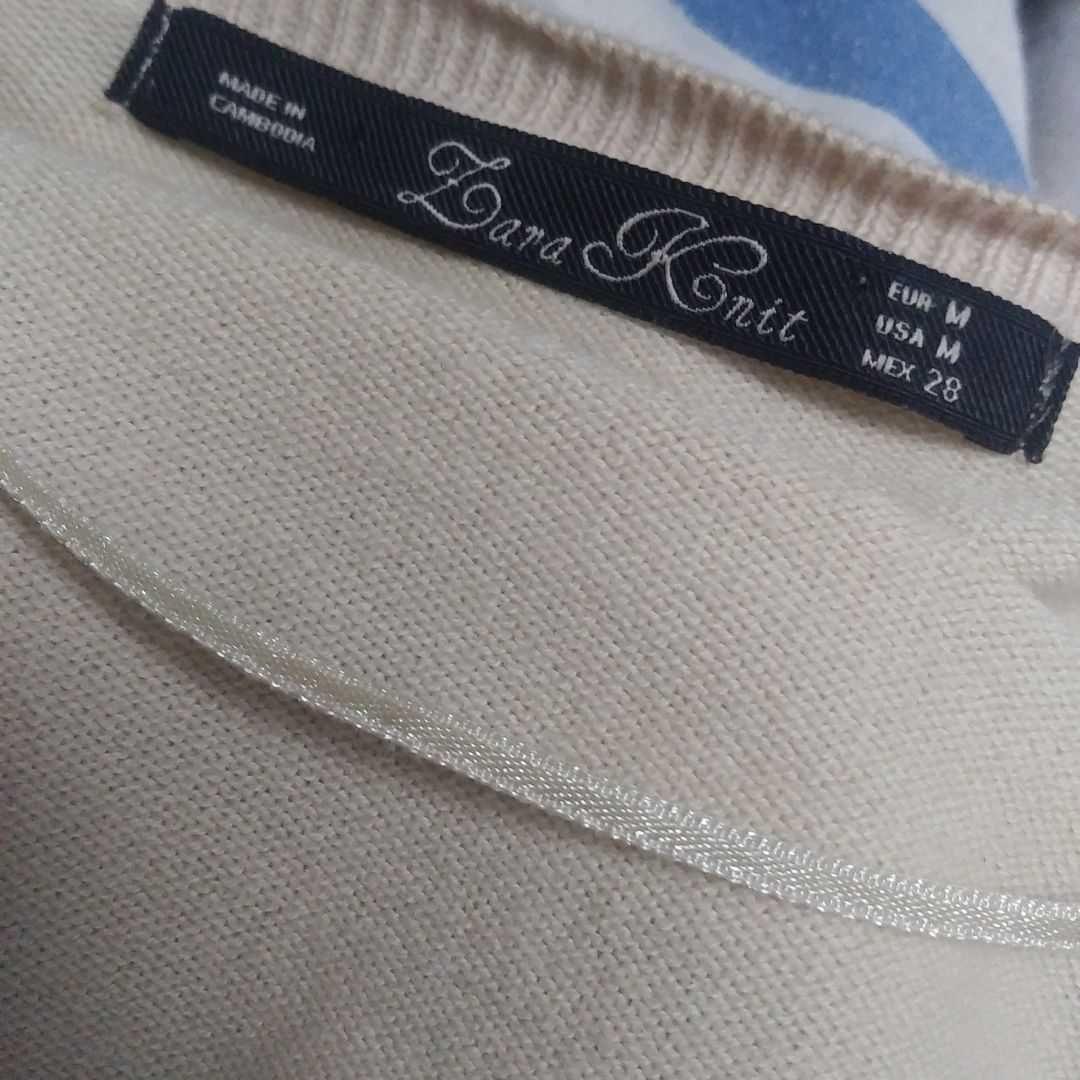 MADE IN
CAMBODIA
Zara Knit
EUR M
USA M
MEX 28